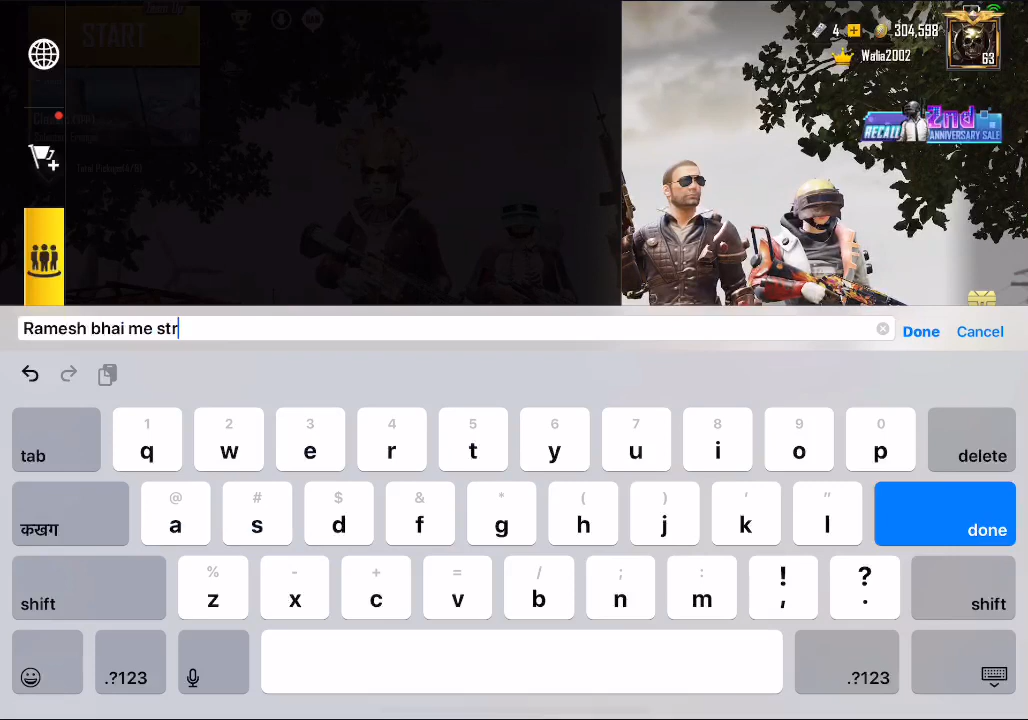 START
4
304,598
Walia2002
63
RECALL
2nd
ANNIVERSARY SALE
Ramesh bhai me str
Done
Cancel
1 2 3 4 5 6 7 8 9 0
tab q w e r t y u i o p delete
@ # $ & * ( ) ' "
कखग a s d f g h j k l done
% - + = / ; : ! ?
shift z x c v b n m , . shift
.?123 .?123